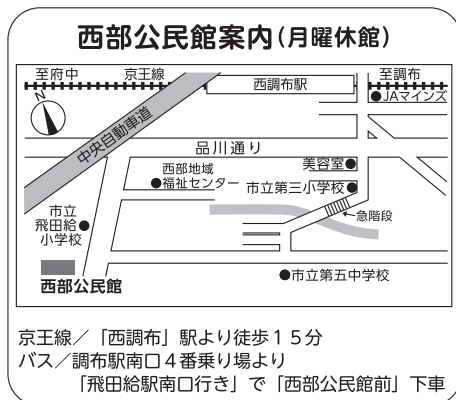 西部公民館案内(月曜休館)
至府中
京王線
西調布駅
至調布
N
JAマインズ
中央自動車道
品川通り
美容室
西部地域
福祉センター
市立第三小学校
急階段
市立
飛田給
小学校
西部公民館
市立第五中学校
京王線/「西調布」駅より徒歩15分
バス/調布駅南口4番乗り場より
「飛田給駅南口行き」で「西部公民館前」下車